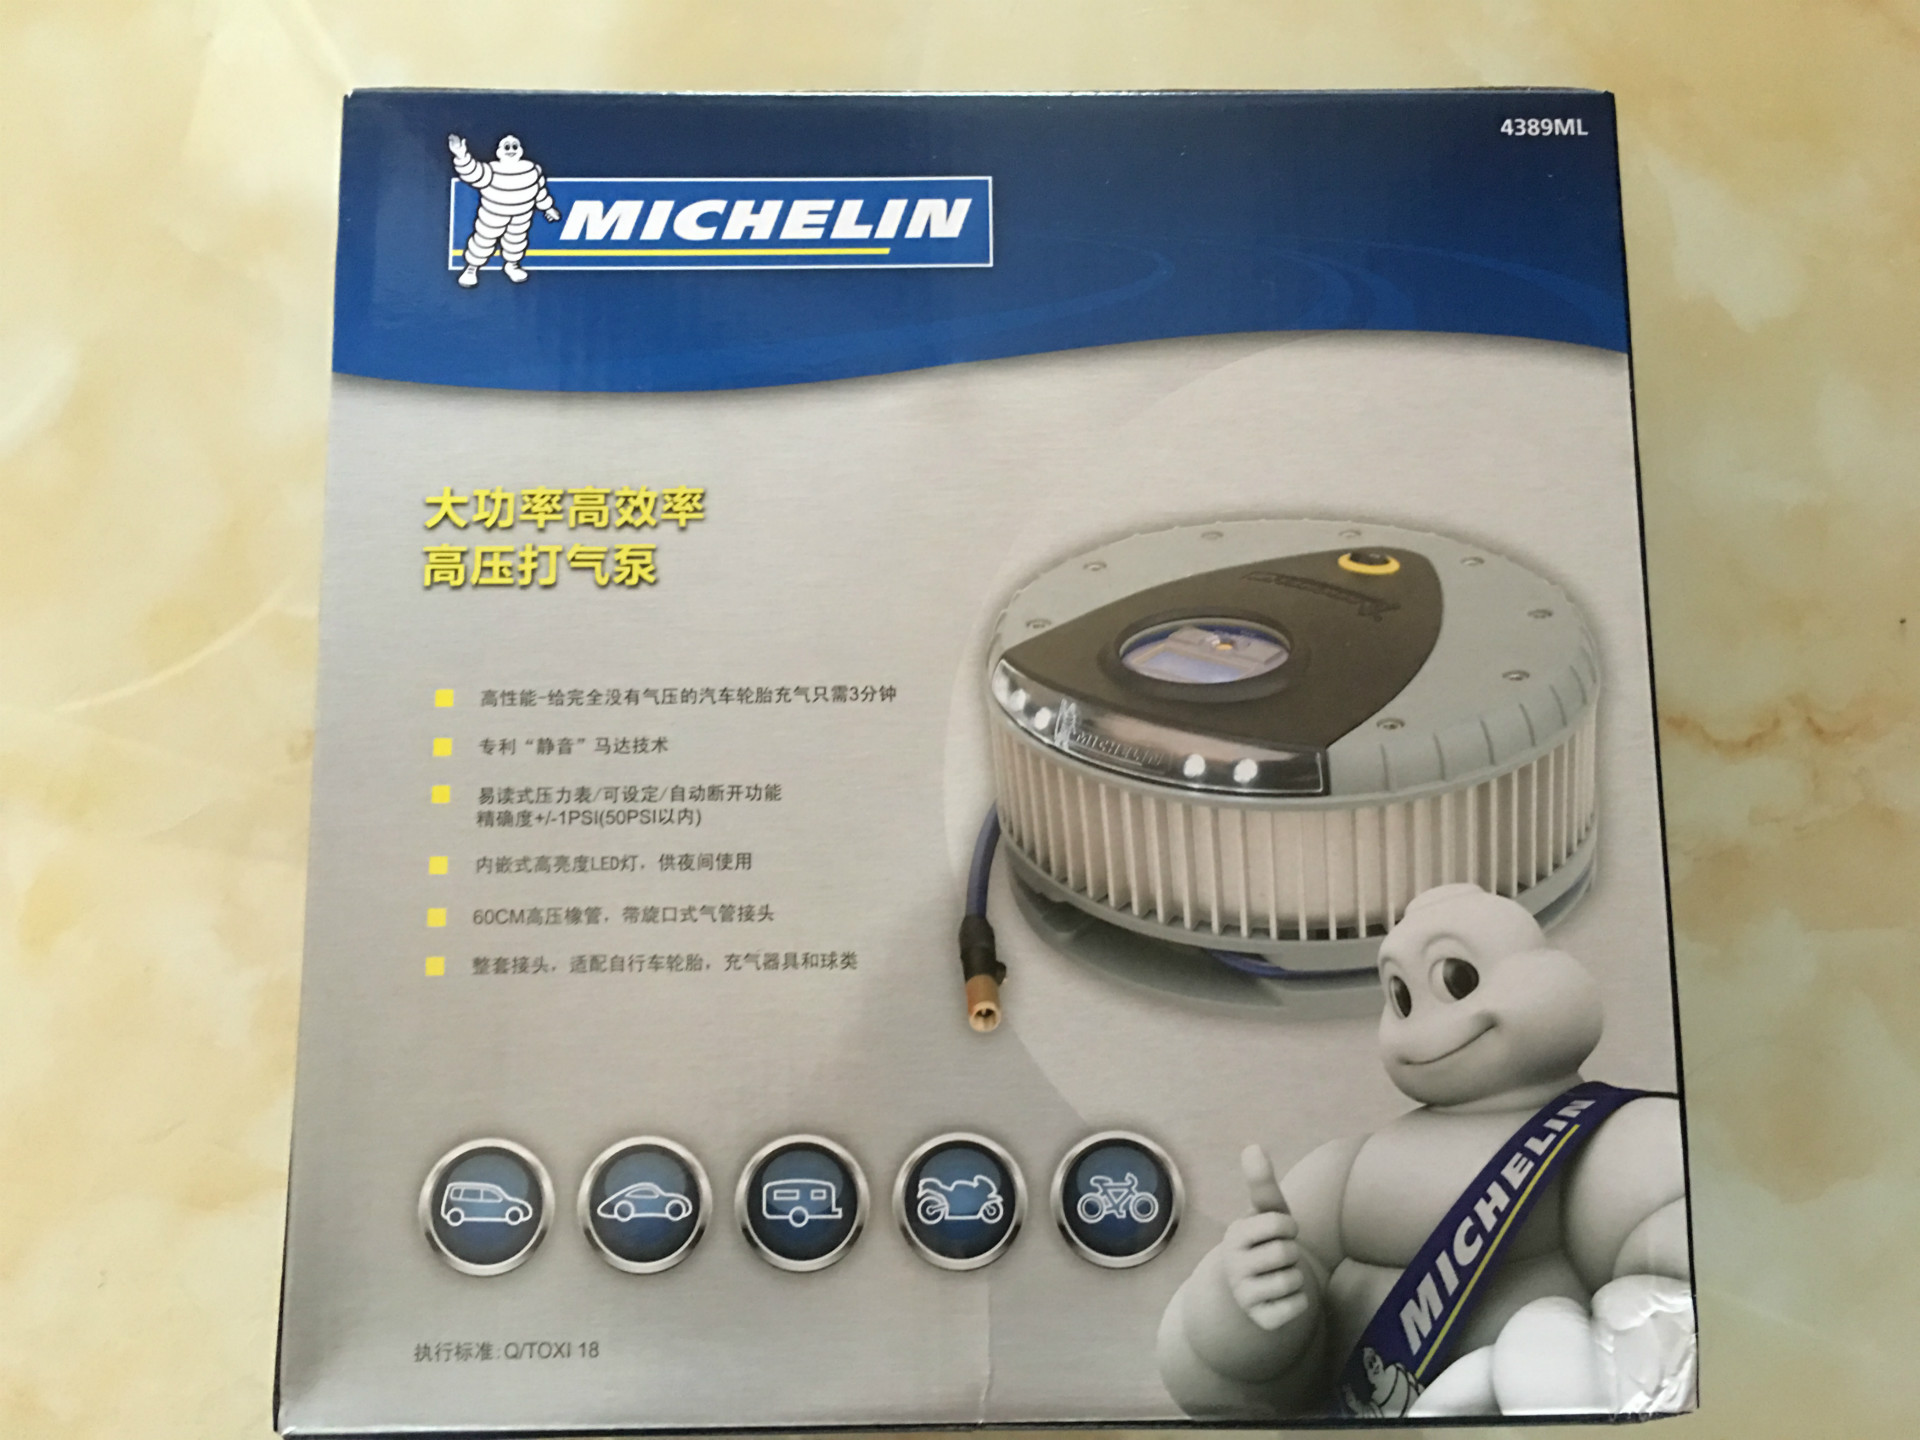 4389ML
MICHELIN
大功率高效率
高压打气泵
高性能-给完全没有气压的汽车轮胎充气只需3分钟
专利“静音”马达技术
易读式压力表/可设定/自动断开功能
精确度+/-1PSI(50PSI以内)
内嵌式高亮度LED灯，供夜间使用
60CM高压橡管，带旋口式气管接头
整套接头，适配自行车轮胎，充气器具和球类
MICHELIN
MICHELIN
执行标准：Q/TOXI 18